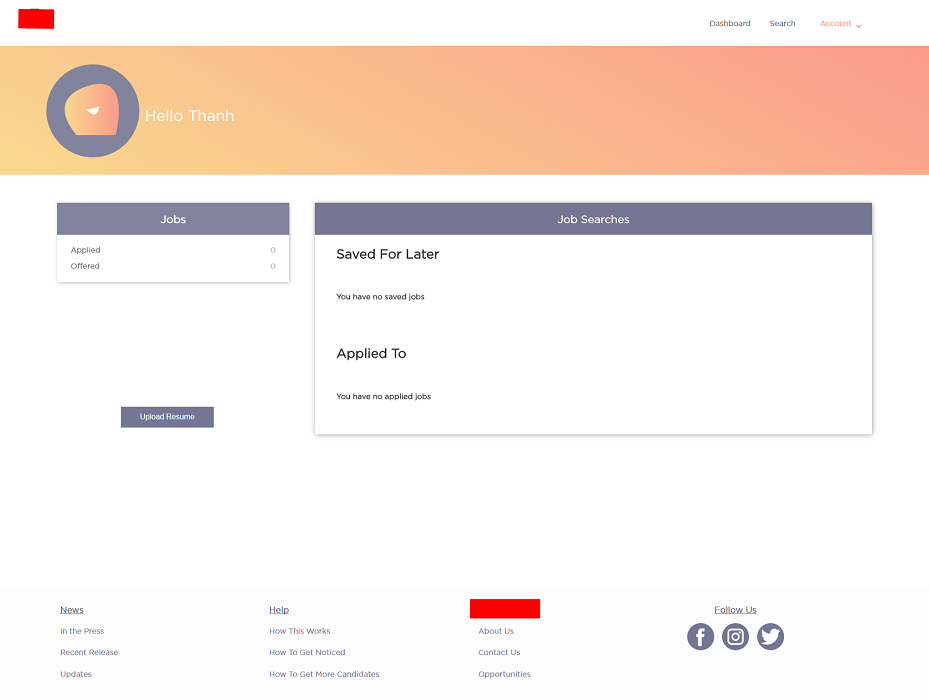 Dashboard Search Account
Hello Thanh
Jobs
Applied 0
Offered 0
Upload Resume
Job Searches
Saved For Later
You have no saved jobs
Applied To
You have no applied jobs
News
In the Press
Recent Release
Updates
Help
How This Works
How To Get Noticed
How To Get More Candidates
About Us
Contact Us
Opportunities
Follow Us